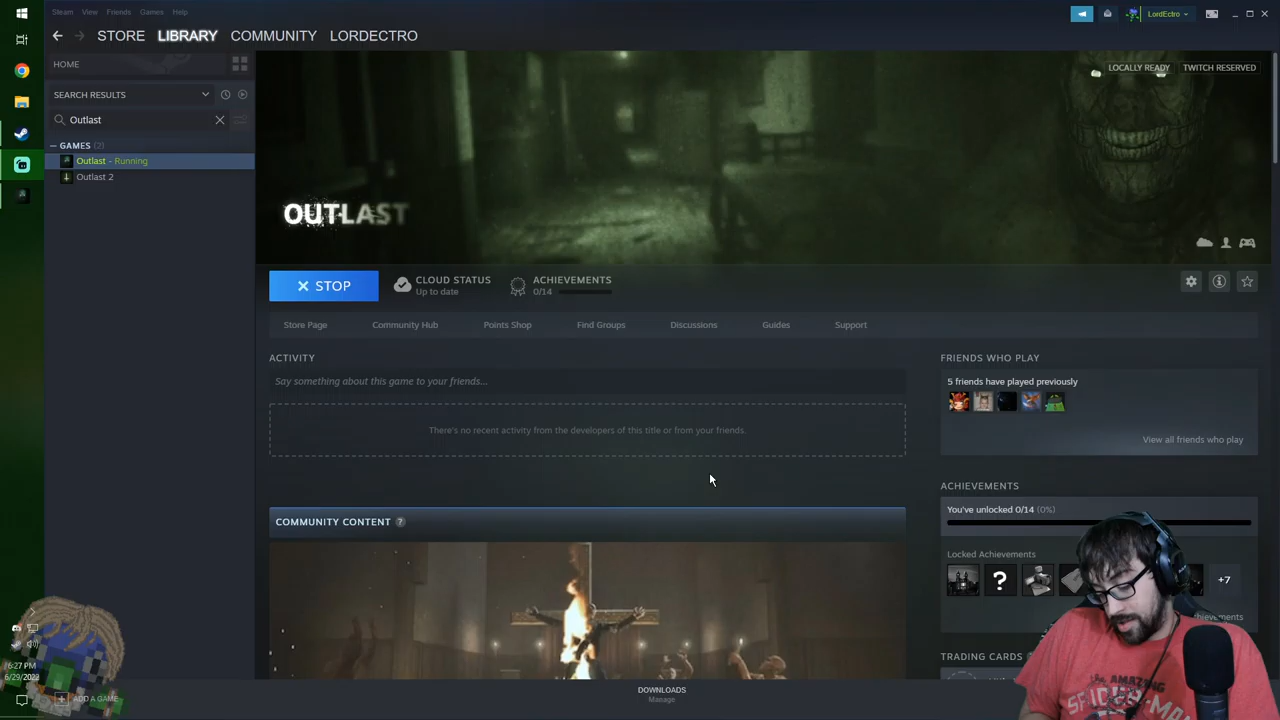 Steam View Friends Games Help
LordEctro
STORE LIBRARY COMMUNITY LORDECTRO
HOME
LOCALLY READY TWITCH RESERVED
SEARCH RESULTS
Outlast
GAMES (2)
Outlast - Running
Outlast 2
OUTLAST
STOP
CLOUD STATUS
Up to date
ACHIEVEMENTS
0/14
Store Page Community Hub Points Shop Find Groups Discussions Guides Support
ACTIVITY
Say something about this game to your friends...
There's no recent activity from the developers of this title or from your friends.
FRIENDS WHO PLAY
5 friends have played previously
View all friends who play
COMMUNITY CONTENT ?
ACHIEVEMENTS
You've unlocked 0/14 (0%)
Locked Achievements
?
+7
TRADING CARDS
6:27 PM
ADD A GAME
DOWNLOADS
Manage
AMAZING
SPIDER-MA